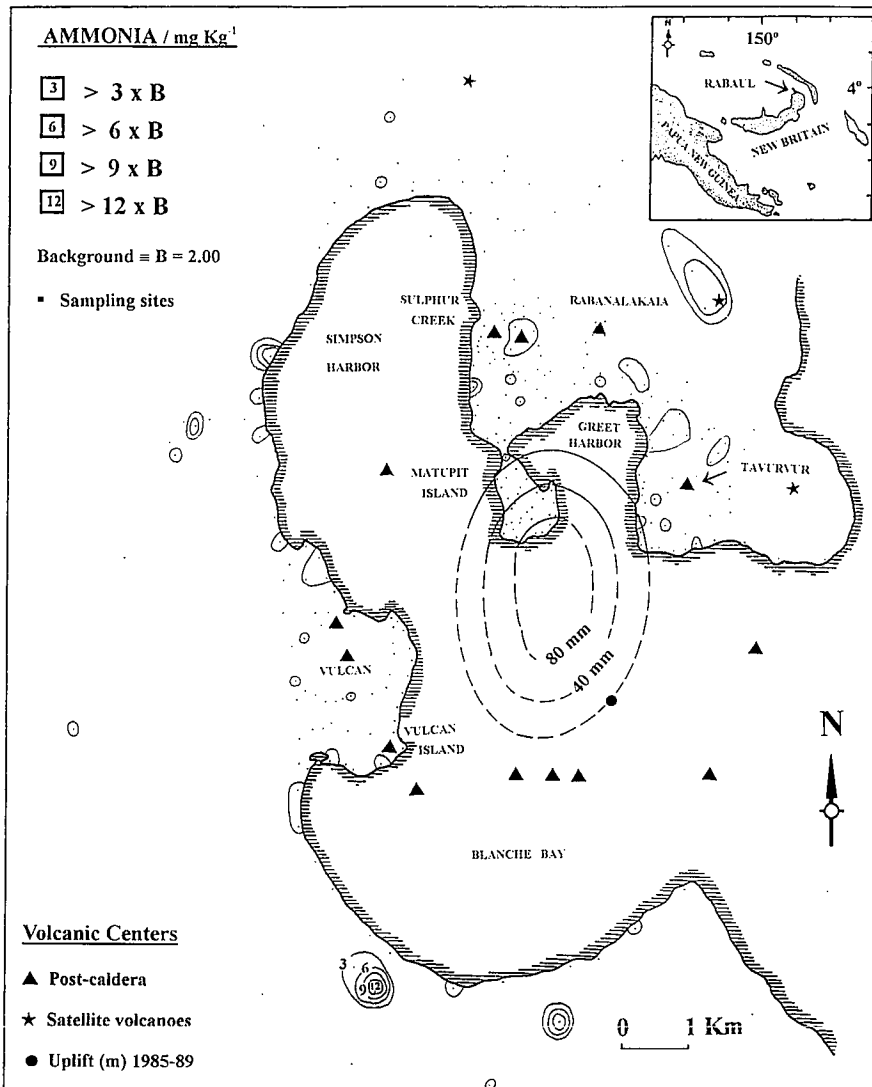 AMMONIA / mg Kg-1
3 > 3 x B
6 > 6 x B
9 > 9 x B
12 > 12 x B
Background ≡ B = 2.00
Sampling sites
N
150°
4°
RABAUL
NEW BRITAIN
PAPUA NEW GUINEA
SULPHUR
CREEK
RABANALAKAIA
SIMPSON
HARBOR
GREET
HARBOR
MATUPIT
ISLAND
TAVURVUR
80 mm
40 mm
VULCAN
VULCAN
ISLAND
N
BLANCHE BAY
Volcanic Centers
Post-caldera
Satellite volcanoes
Uplift (m) 1985-89
3
6
9
12
0 1 Km